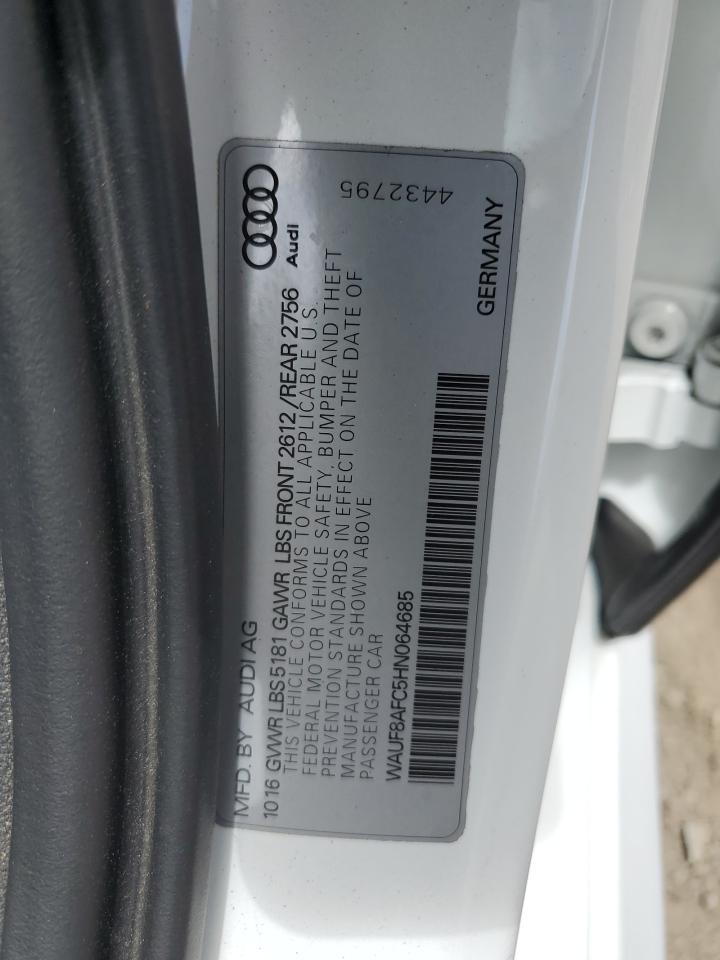 MFD. BY AUDI AG
1016 GVWR LBS 5181 GAWR LBS FRONT 2612 /REAR 2756
THIS VEHICLE CONFORMS TO ALL APPLICABLE U.S.
FEDERAL MOTOR VEHICLE SAFETY, BUMPER AND THEFT
PREVENTION STANDARDS IN EFFECT ON THE DATE OF
MANUFACTURE SHOWN ABOVE
PASSENGER CAR
WAUF8AFC5HN064685
Audi
4432795
GERMANY